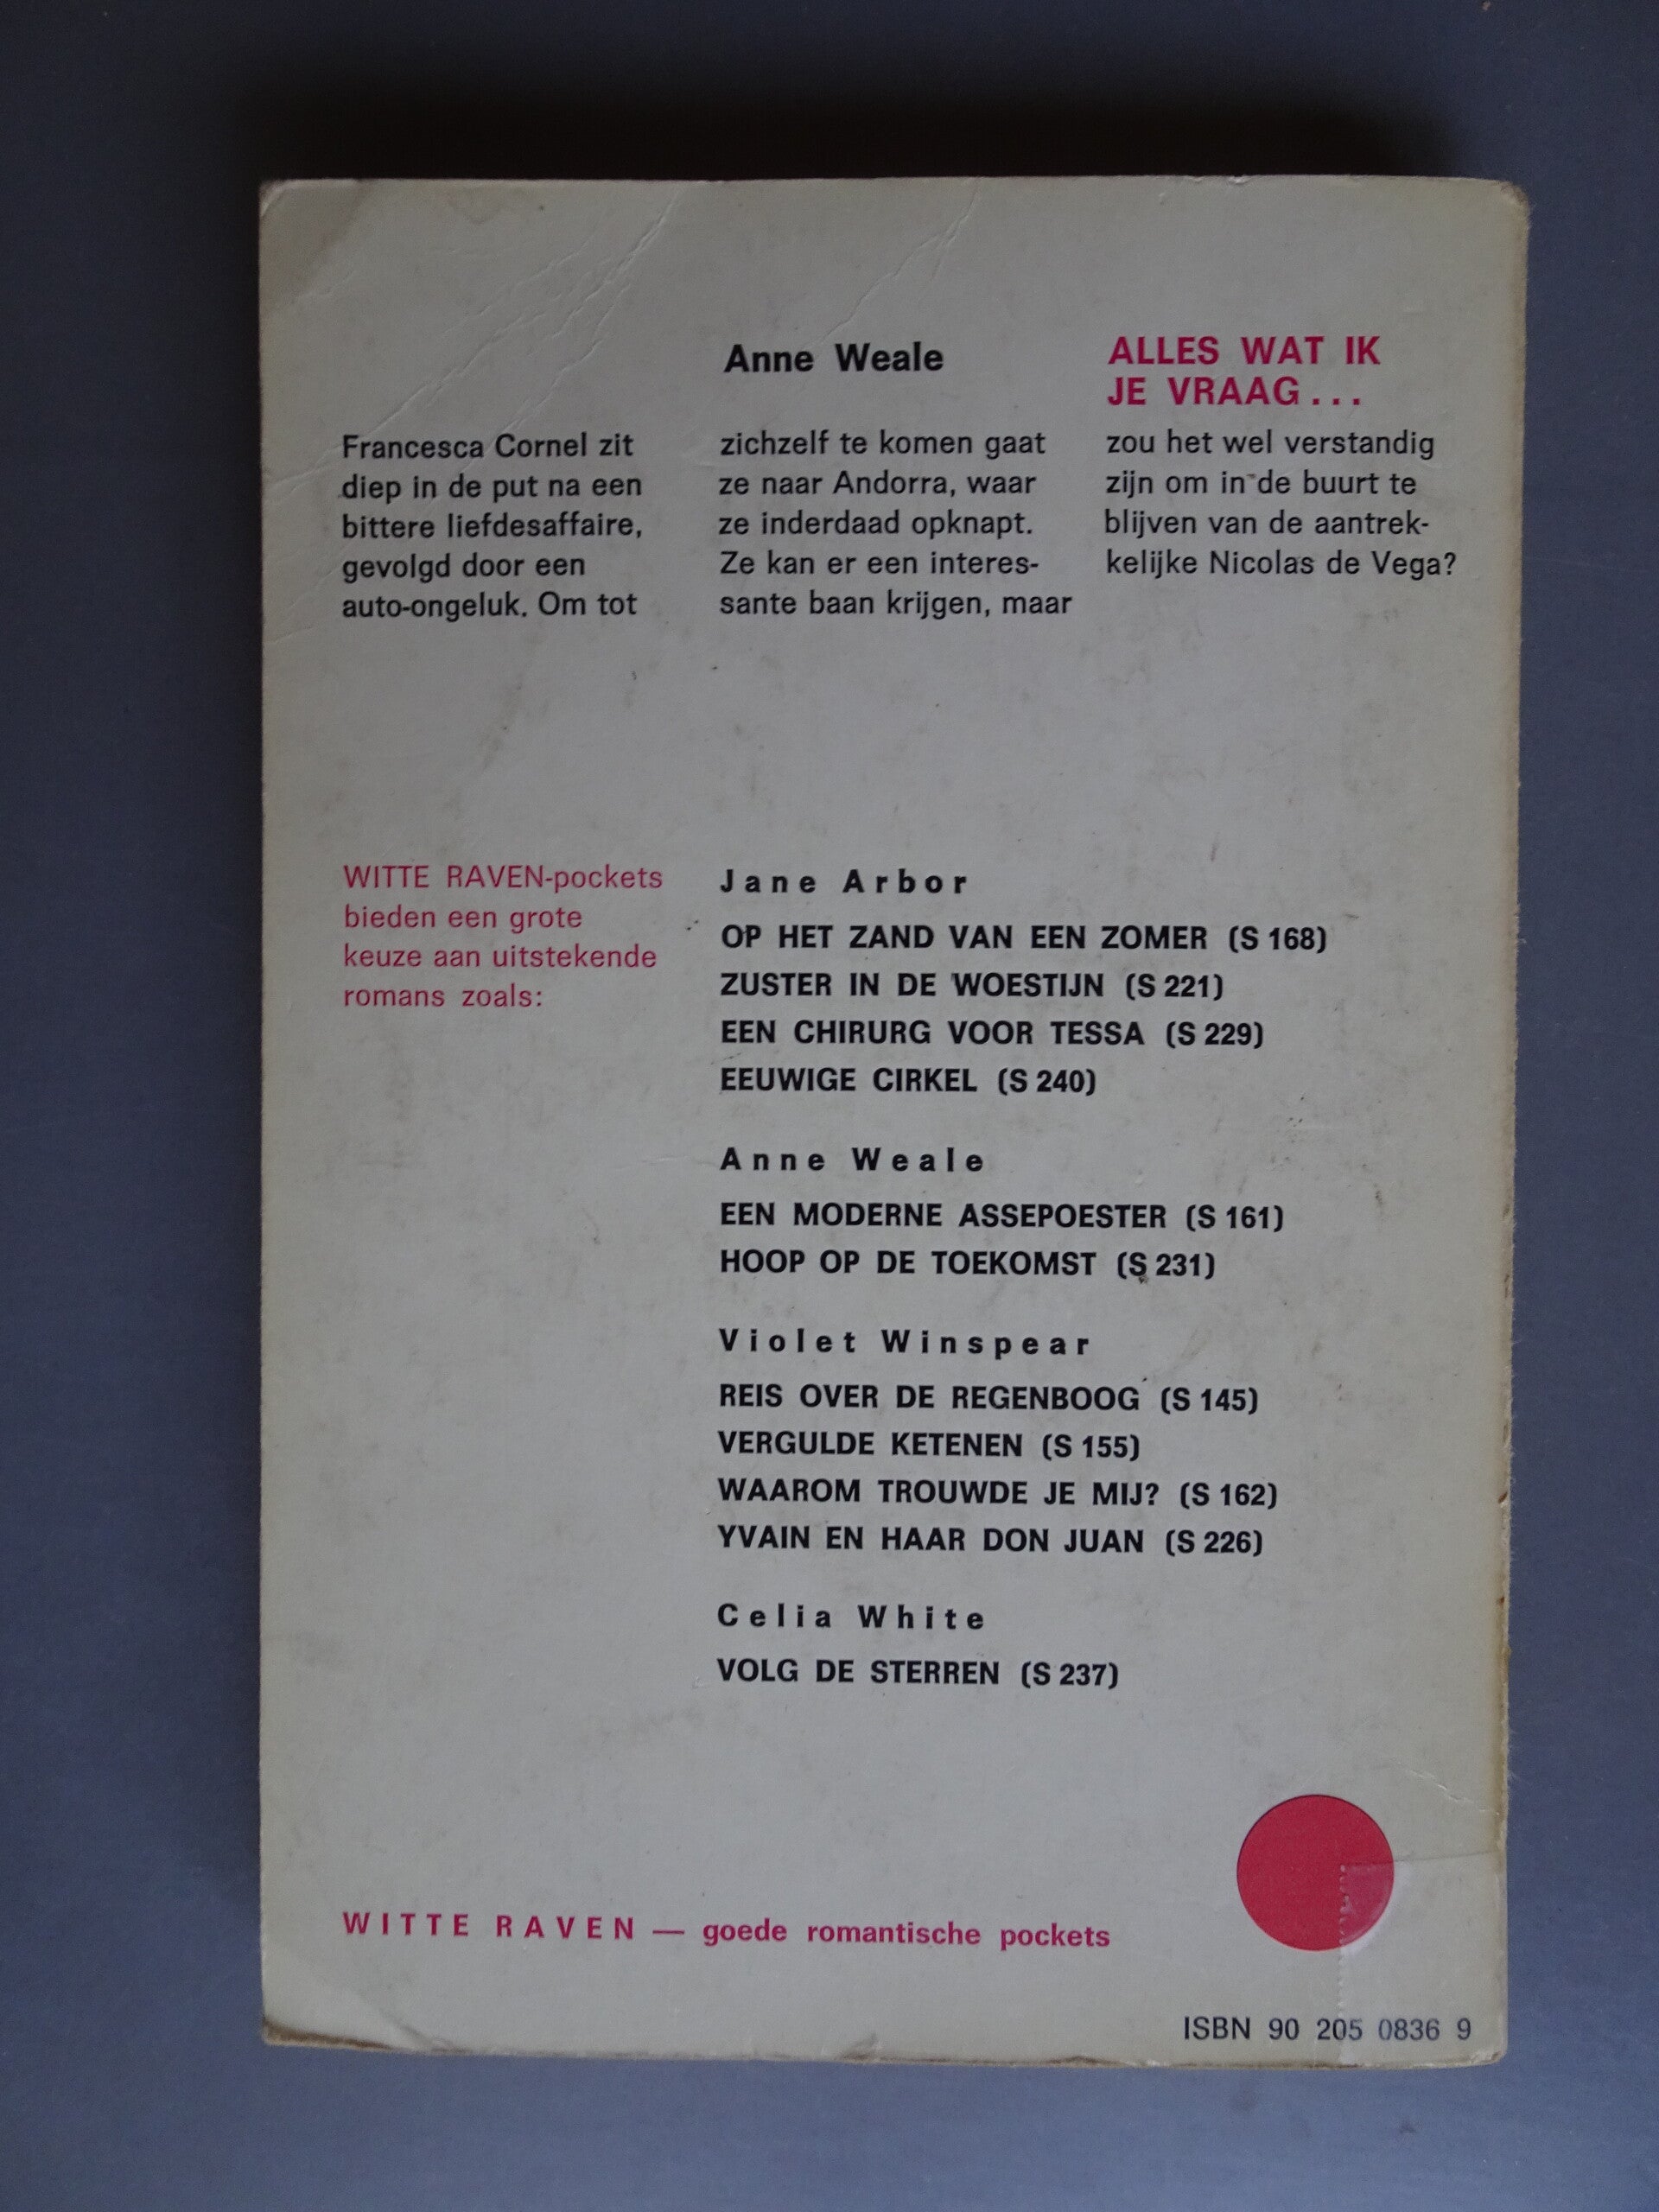 Anne Weale
ALLES WAT IK
JE VRAAG...
Francesca Cornel zit
diep in de put na een
bittere liefdesaffaire,
gevolgd door een
auto-ongeluk. Om tot
zichzelf te komen gaat
ze naar Andorra, waar
ze inderdaad opknapt.
Ze kan er een interes-
sante baan krijgen, maar
zou het wel verstandig
zijn om in de buurt te
blijven van de aantrek-
kelijke Nicolas de Vega?
WITTE RAVEN-pockets
bieden een grote
keuze aan uitstekende
romans zoals:
Jane Arbor
OP HET ZAND VAN EEN ZOMER (S 168)
ZUSTER IN DE WOESTIJN (S 221)
EEN CHIRURG VOOR TESSA (S 229)
EEUWIGE CIRKEL (S 240)
Anne Weale
EEN MODERNE ASSEPOESTER (S 161)
HOOP OP DE TOEKOMST (S 231)
Violet Winspear
REIS OVER DE REGENBOOG (S 145)
VERGULDE KETENEN (S 155)
WAAROM TROUWDE JE MIJ? (S 162)
YVAIN EN HAAR DON JUAN (S 226)
Celia White
VOLG DE STERREN (S 237)
WITTE RAVEN — goede romantische pockets
ISBN 90 205 0836 9